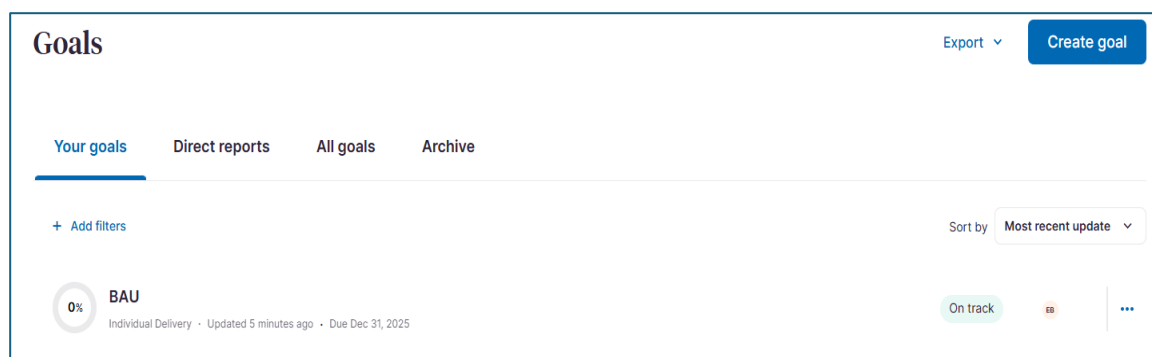 Goals
Export
Create goal
Your goals Direct reports All goals Archive
+ Add filters
Sort by Most recent update
0%
BAU
Individual Delivery · Updated 5 minutes ago · Due Dec 31, 2025
On track
EB